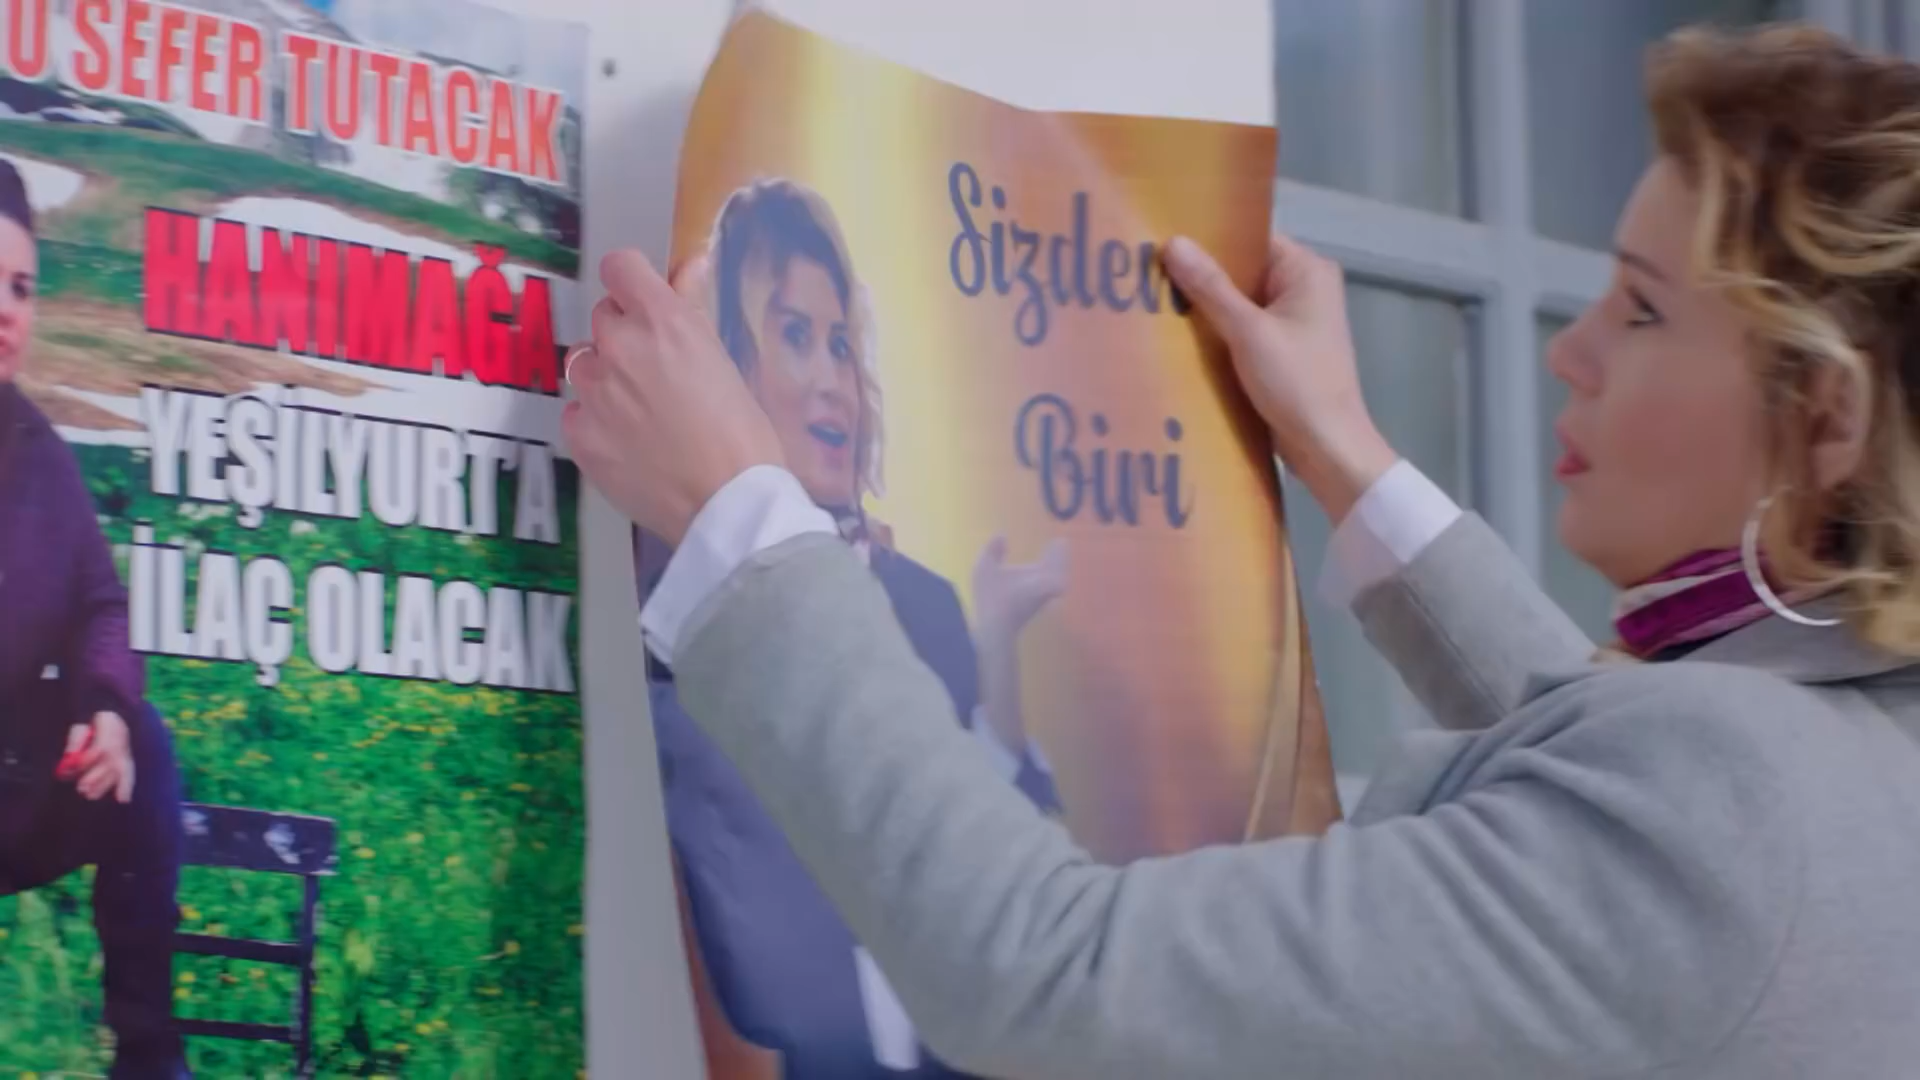 SEFER TUTACAK
HANIMAĞA
YEŞİLYURT'A
İLAÇ OLACAK
Sizden
Biri